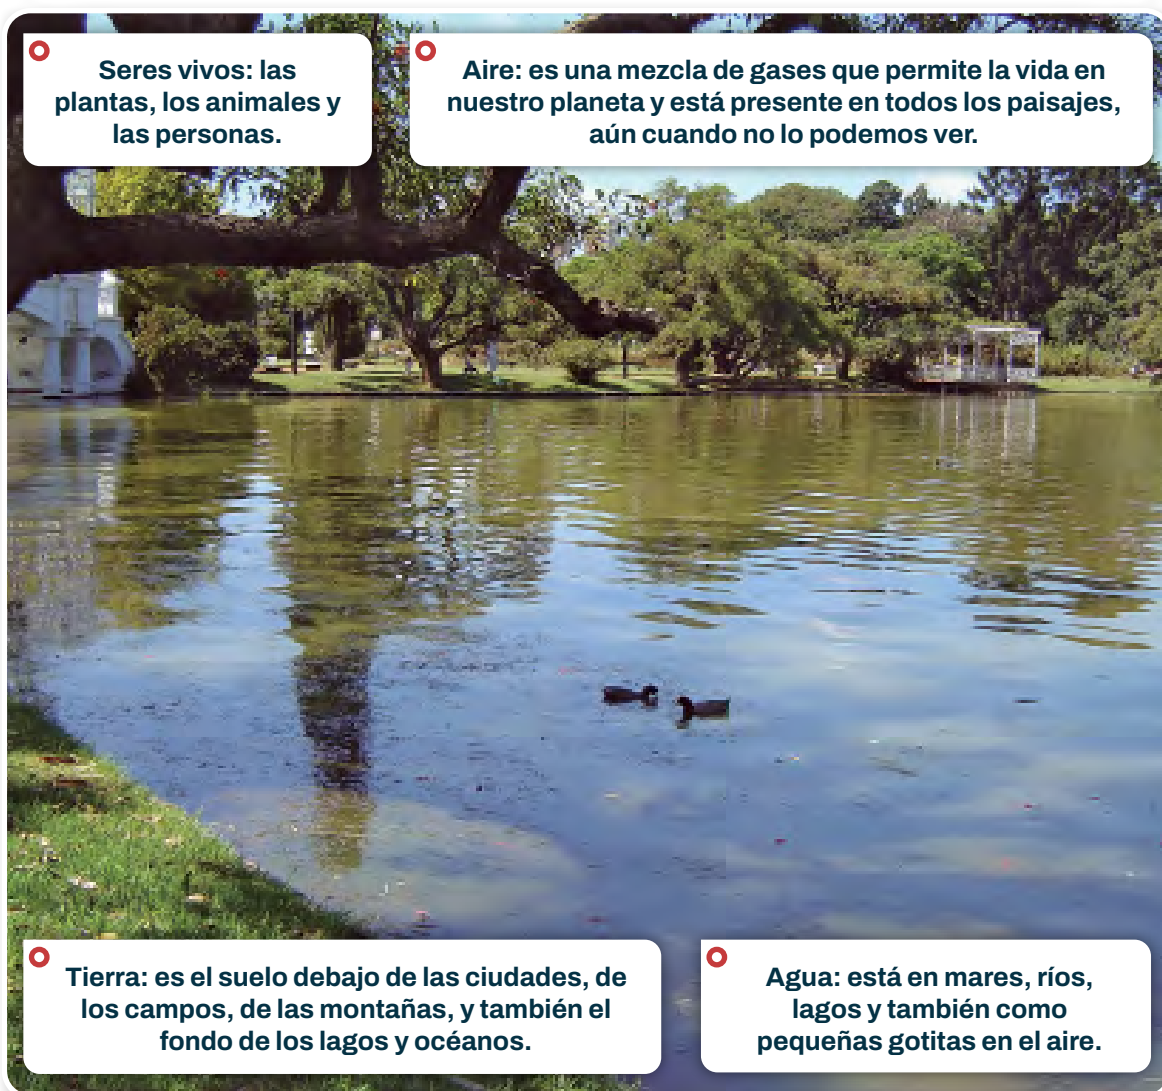 Seres vivos: las
plantas, los animales y
las personas.
Aire: es una mezcla de gases que permite la vida en
nuestro planeta y está presente en todos los paisajes,
aún cuando no lo podemos ver.
Tierra: es el suelo debajo de las ciudades, de
los campos, de las montañas, y también el
fondo de los lagos y océanos.
Agua: está en mares, ríos,
lagos y también como
pequeñas gotitas en el aire.